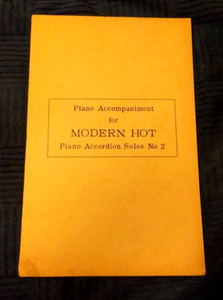 Piano Accompaniment
for
MODERN HOT
Piano Accordion Solos No. 2